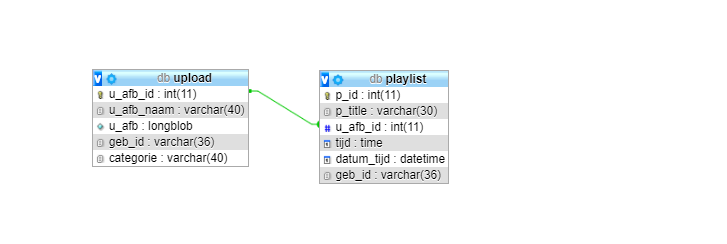 db upload
u_afb_id : int(11)
u_afb_naam : varchar(40)
u_afb : longblob
geb_id : varchar(36)
categorie : varchar(40)
db playlist
p_id : int(11)
p_title : varchar(30)
u_afb_id : int(11)
tijd : time
datum_tijd : datetime
geb_id : varchar(36)